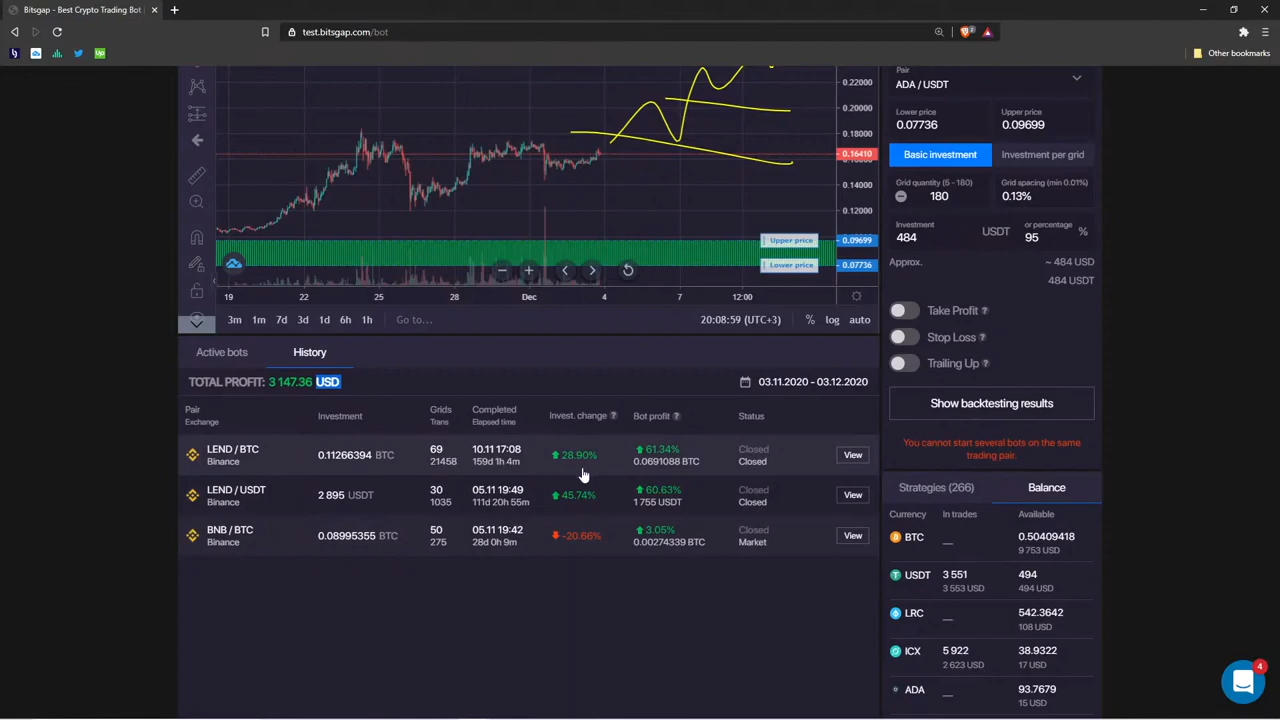 Bitsgap - Best Crypto Trading Bot
test.bitsgap.com/bot
Other bookmarks
0.22000
0.20000
0.18000
0.16410
0.14000
0.12000
Upper price 0.09699
Lower price 0.07736
19 22 25 28 Dec 4 7 12:00
3m 1m 7d 3d 1d 6h 1h Go to... 20:08:59 (UTC+3) % log auto
Active bots History
TOTAL PROFIT: 3 147.36 USD 03.11.2020 - 03.12.2020
Pair Investment Grids Completed Invest. change ? Bot profit ? Status
Exchange Trans Elapsed time
LEND / BTC 0.11266394 BTC 69 10.11 17:08 28.90% 61.34% Closed View
Binance 21458 159d 1h 4m 0.0691088 BTC Closed
LEND / USDT 2 895 USDT 30 05.11 19:49 45.74% 60.63% Closed View
Binance 1035 111d 20h 55m 1 755 USDT Closed
BNB / BTC 0.08995355 BTC 50 05.11 19:42 -20.66% 3.05% Closed View
Binance 275 28d 0h 9m 0.00274339 BTC Market
Pair
ADA / USDT
Lower price Upper price
0.07736 0.09699
Basic investment Investment per grid
Grid quantity (5 - 180) Grid spacing (min 0.01%)
180 0.13%
Investment or percentage
484 USDT 95 %
Approx. ~ 484 USD
484 USDT
Take Profit ?
Stop Loss ?
Trailing Up ?
Show backtesting results
You cannot start several bots on the same
trading pair.
Strategies (266) Balance
Currency In trades Available
BTC — 0.50409418
9 753 USD
USDT 3 551 494
3 553 USD 494 USD
LRC — 542.3642
108 USD
ICX 5 922 38.9322
2 623 USD 17 USD
ADA — 93.7679
15 USD
4